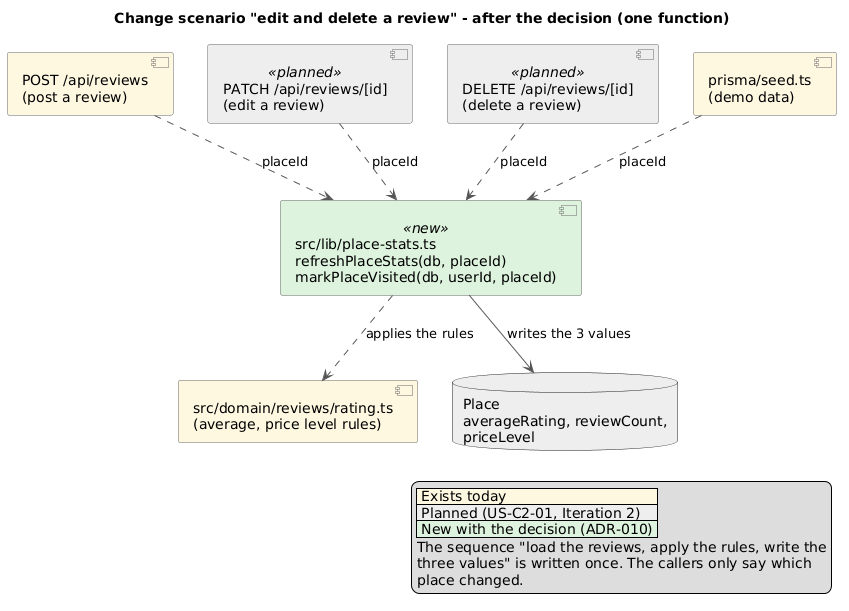 Change scenario "edit and delete a review" - after the decision (one function)
POST /api/reviews
(post a review)
«planned»
PATCH /api/reviews/[id]
(edit a review)
«planned»
DELETE /api/reviews/[id]
(delete a review)
prisma/seed.ts
(demo data)
placeId
placeId
placeId
placeId
«new»
src/lib/place-stats.ts
refreshPlaceStats(db, placeId)
markPlaceVisited(db, userId, placeId)
applies the rules
writes the 3 values
src/domain/reviews/rating.ts
(average, price level rules)
Place
averageRating, reviewCount,
priceLevel
Exists today
Planned (US-C2-01, Iteration 2)
New with the decision (ADR-010)
The sequence "load the reviews, apply the rules, write the
three values" is written once. The callers only say which
place changed.